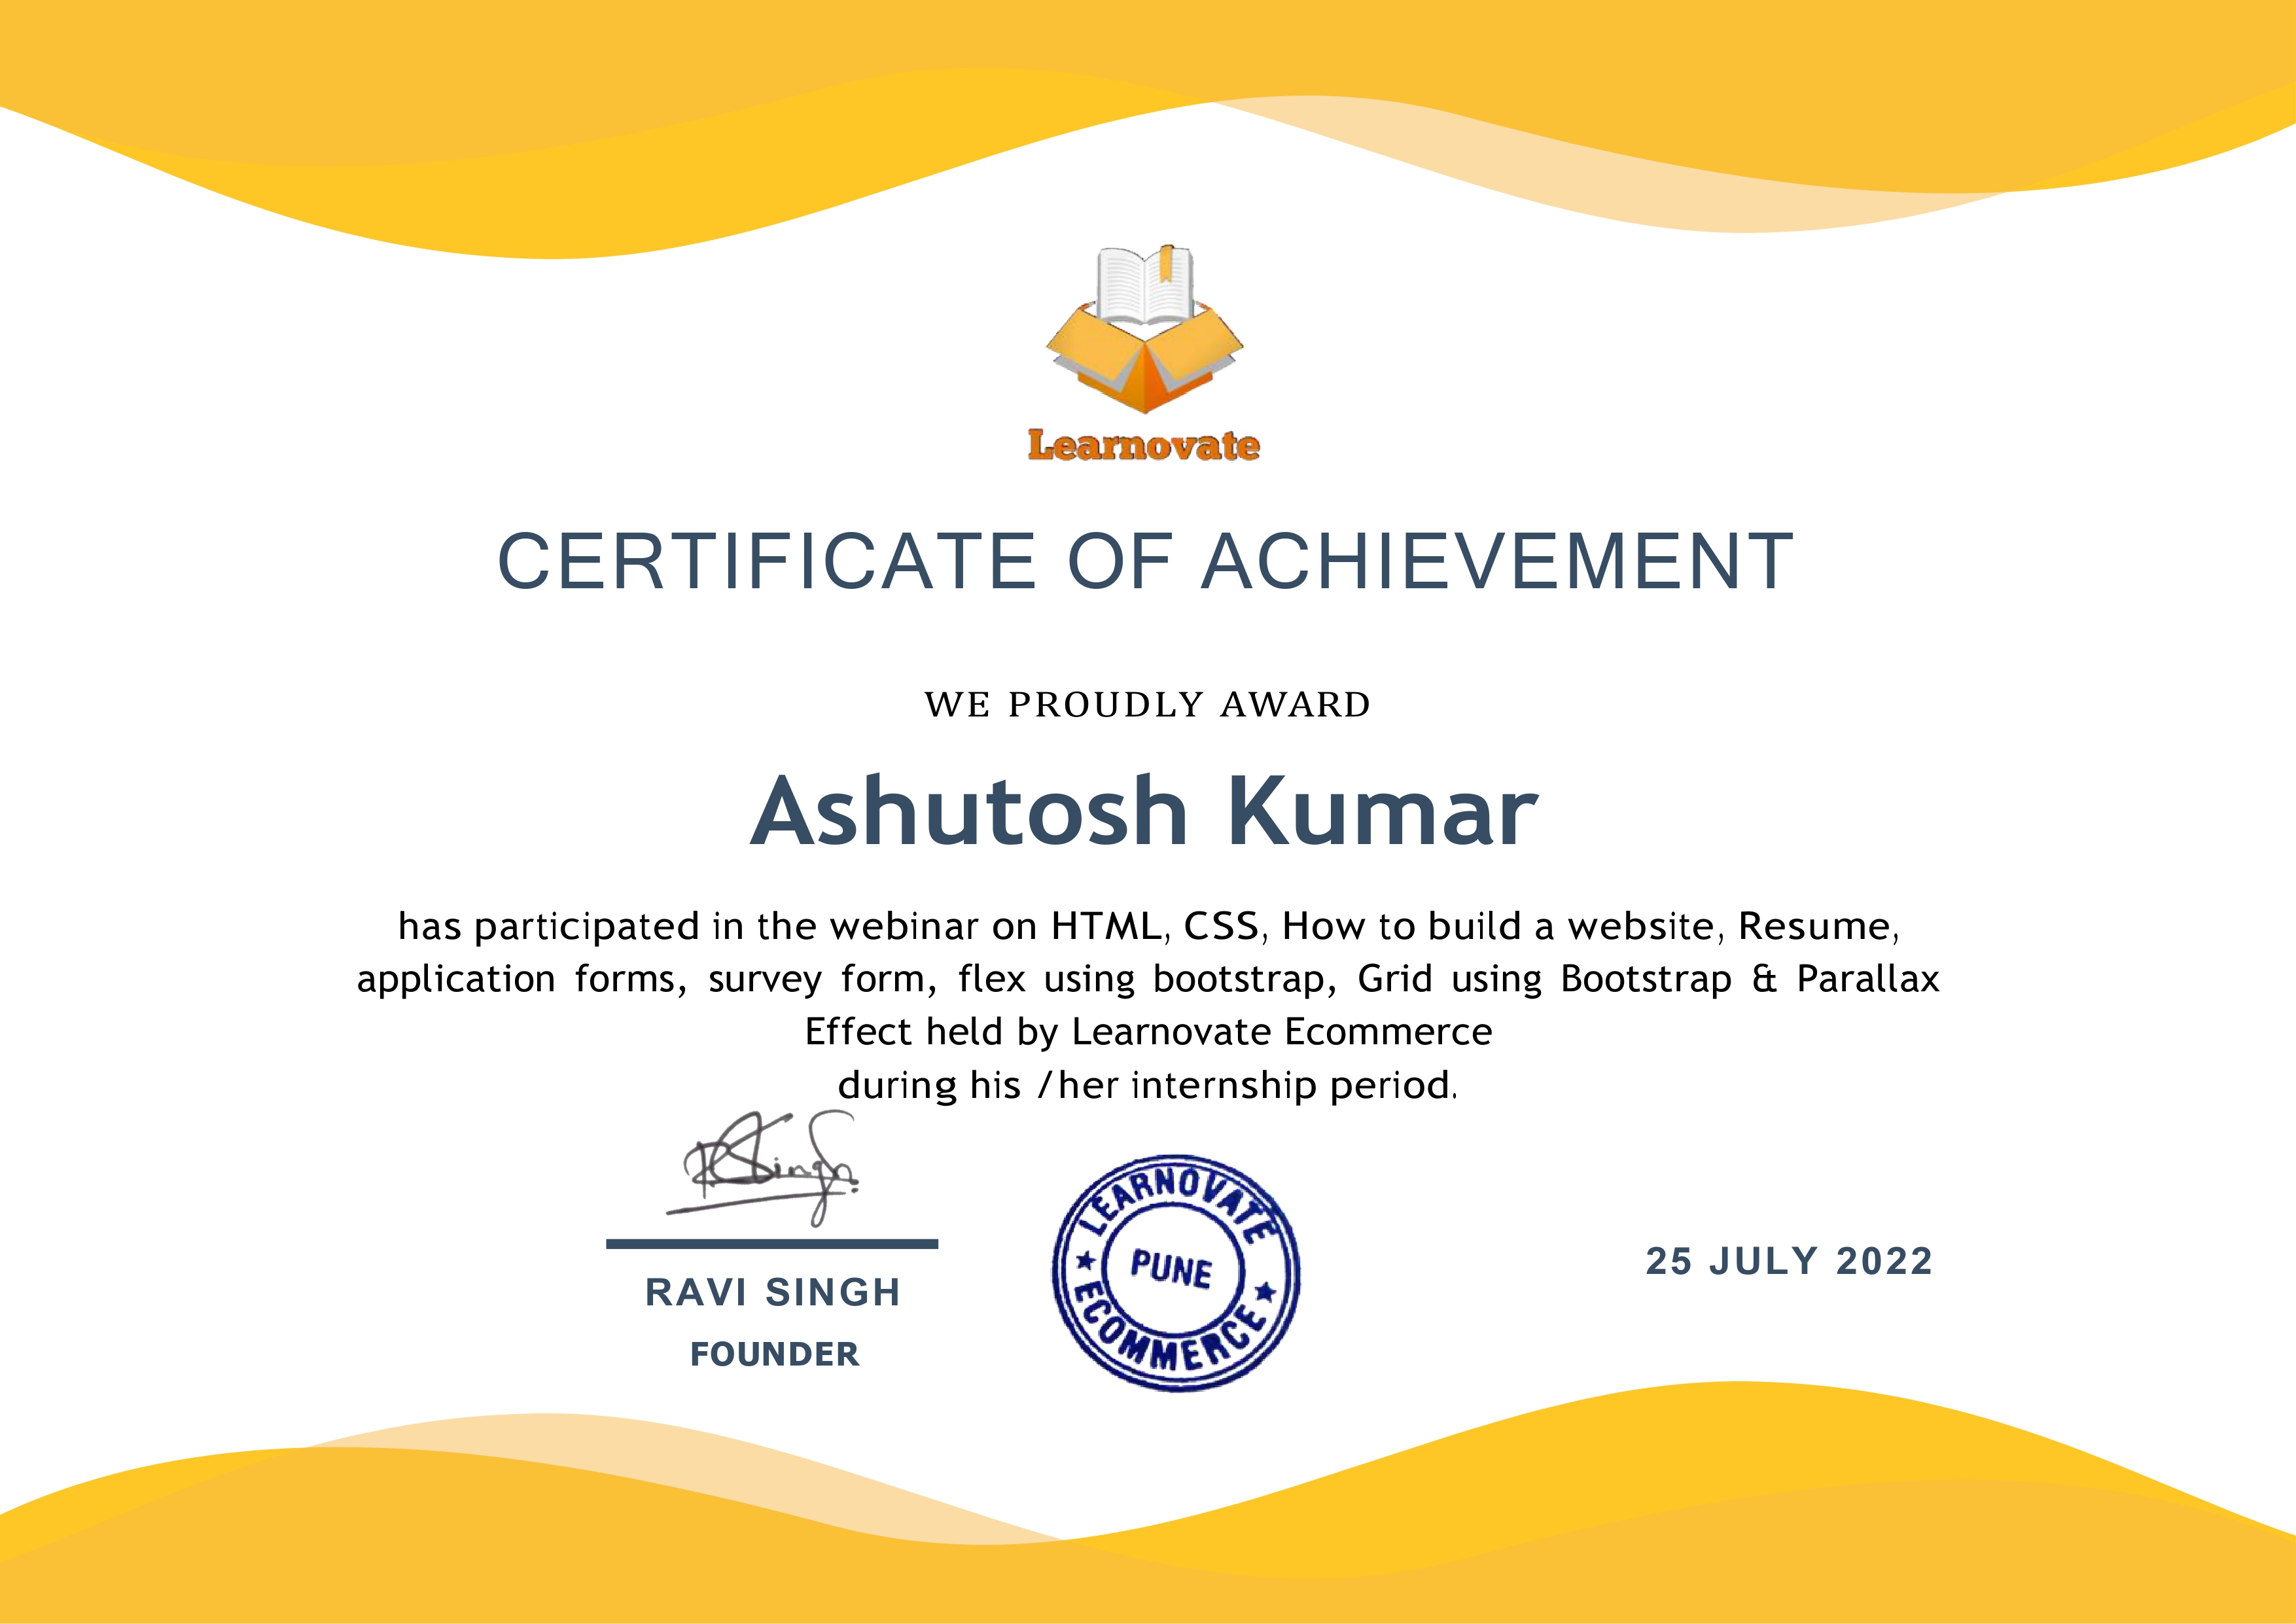 Learnovate
CERTIFICATE OF ACHIEVEMENT
WE PROUDLY AWARD
Ashutosh Kumar
has participated in the webinar on HTML, CSS, How to build a website, Resume,
application forms, survey form, flex using bootstrap, Grid using Bootstrap & Parallax
Effect held by Learnovate Ecommerce
during his /her internship period.
RSingh
RAVI SINGH
FOUNDER
LEARNOVATE
PUNE
ECOMMERCE
25 JULY 2022